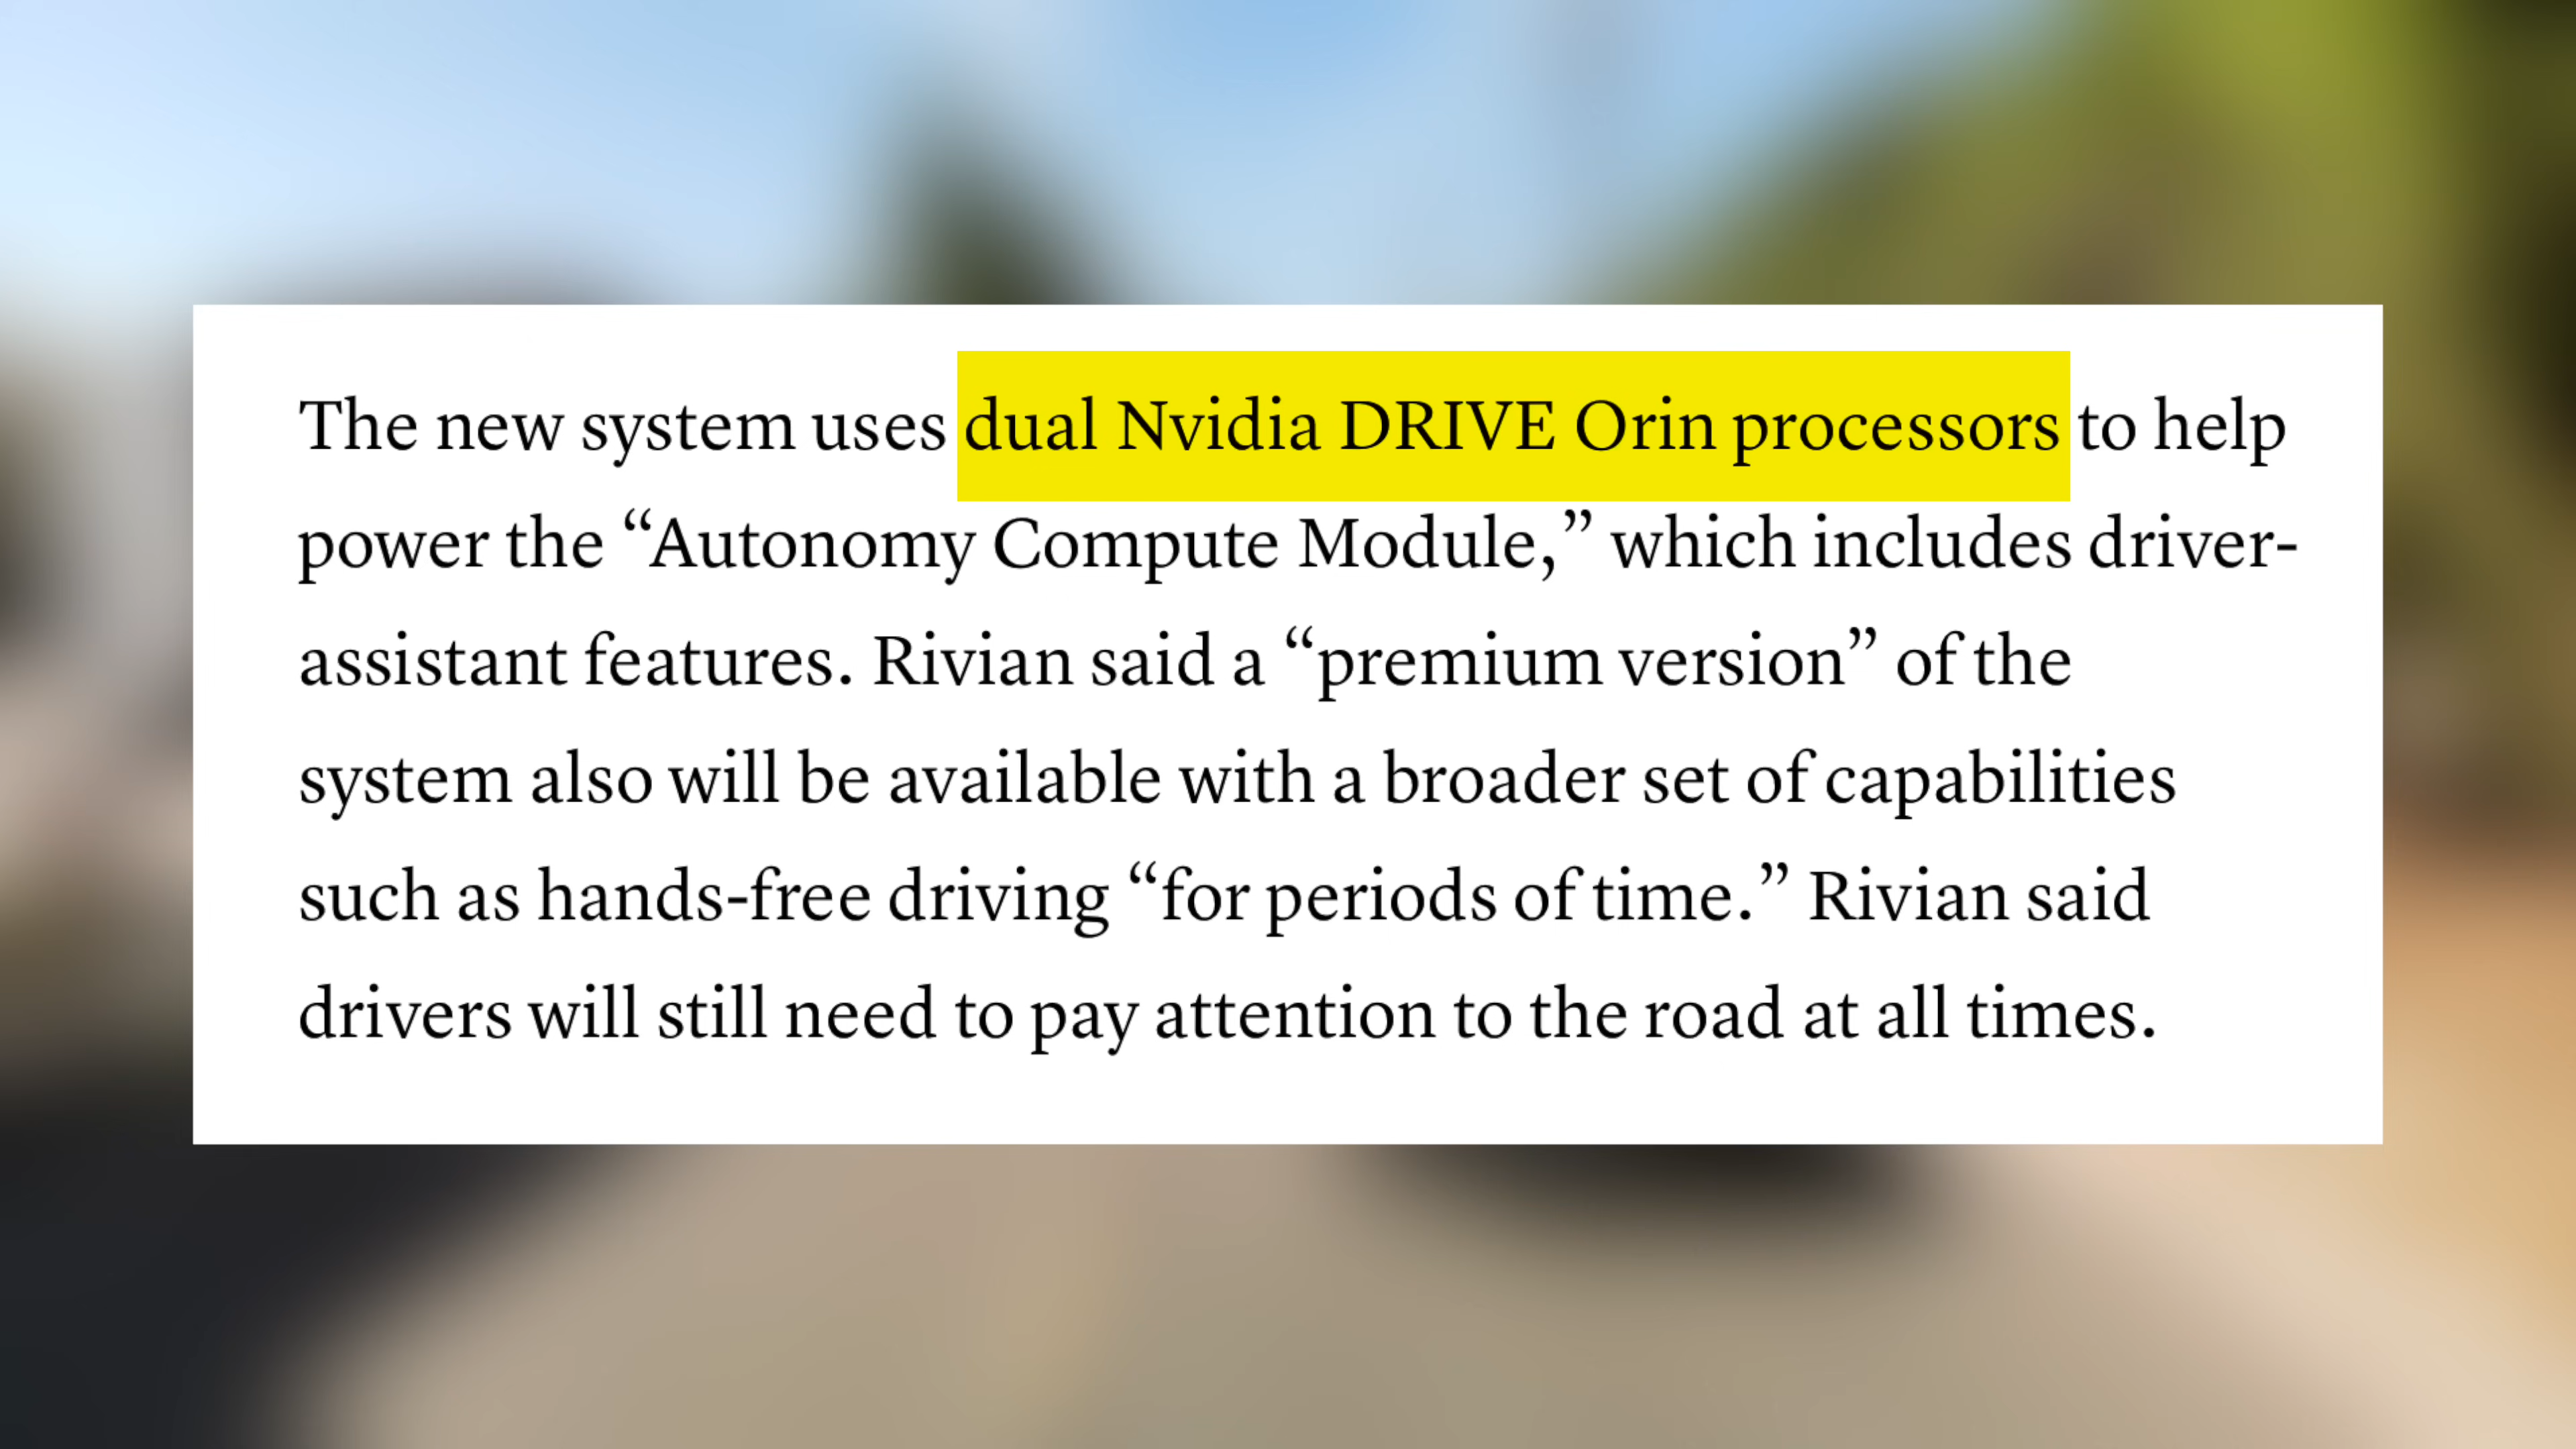 The new system uses dual Nvidia DRIVE Orin processors to help
power the “Autonomy Compute Module,” which includes driver-
assistant features. Rivian said a “premium version” of the
system also will be available with a broader set of capabilities
such as hands-free driving “for periods of time.” Rivian said
drivers will still need to pay attention to the road at all times.